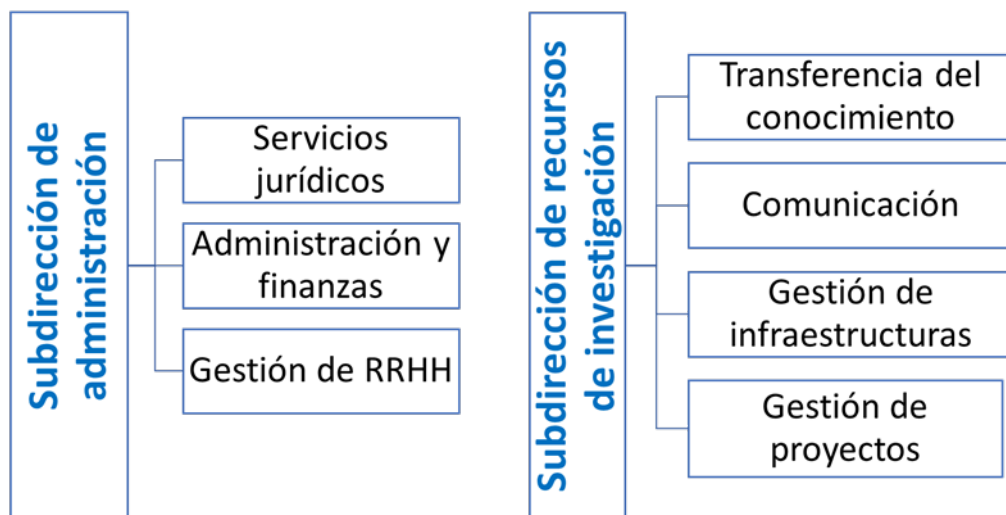 Subdirección de
administración
Servicios
jurídicos
Administración y
finanzas
Gestión de RRHH
Subdirección de recursos
de investigación
Transferencia del
conocimiento
Comunicación
Gestión de
infraestructuras
Gestión de
proyectos